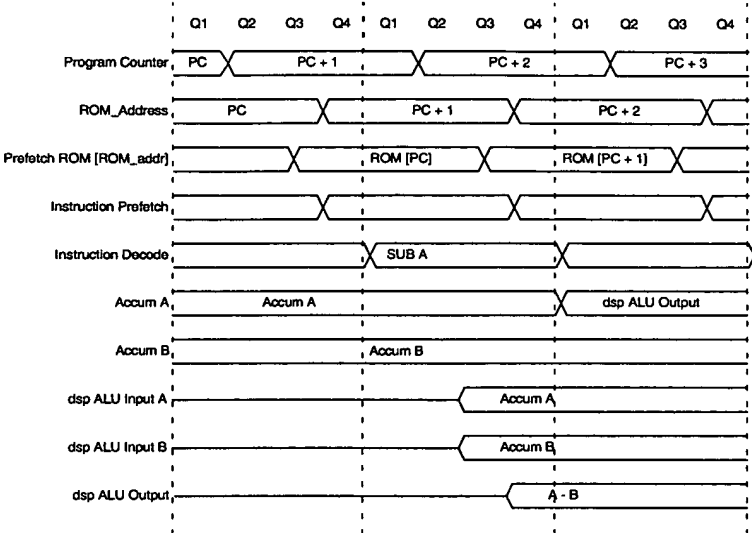 Q1 Q2 Q3 Q4 Q1 Q2 Q3 Q4 Q1 Q2 Q3 Q4
Program Counter PC PC + 1 PC + 2 PC + 3
ROM_Address PC PC + 1 PC + 2
Prefetch ROM [ROM_addr] ROM [PC] ROM [PC + 1]
Instruction Prefetch
Instruction Decode SUB A
Accum A Accum A dsp ALU Output
Accum B Accum B
dsp ALU Input A Accum A
dsp ALU Input B Accum B
dsp ALU Output A - B